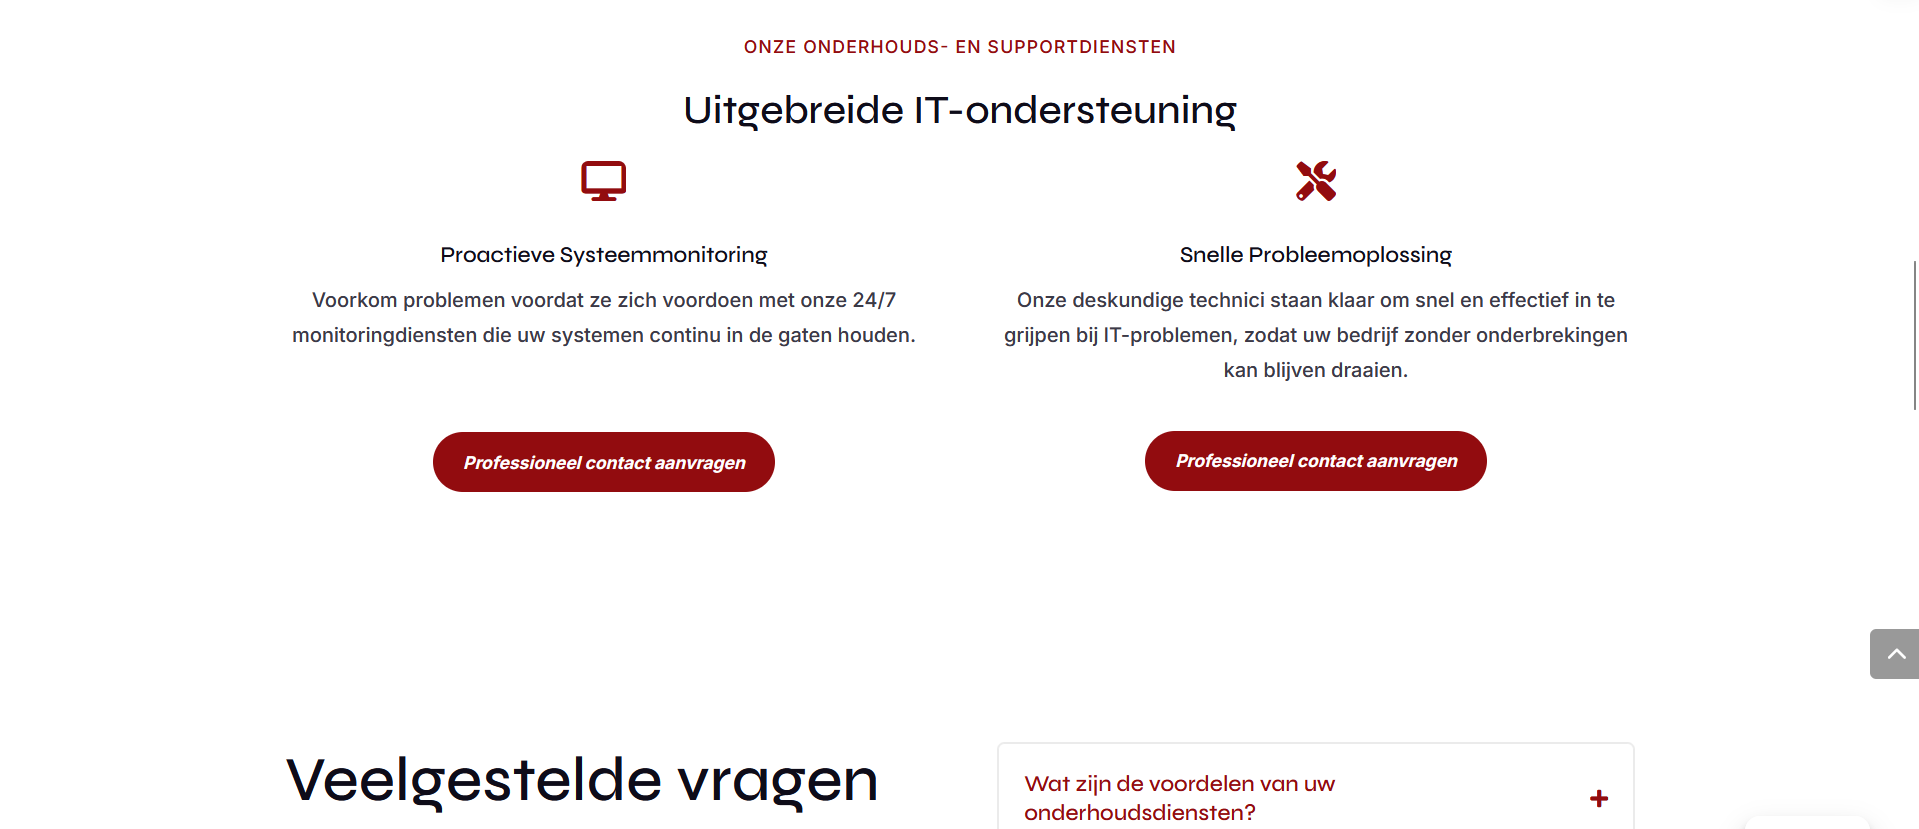 ONZE ONDERHOUDS- EN SUPPORTDIENSTEN
Uitgebreide IT-ondersteuning
Proactieve Systeemmonitoring
Voorkom problemen voordat ze zich voordoen met onze 24/7
monitoringdiensten die uw systemen continu in de gaten houden.
Professioneel contact aanvragen
Snelle Probleemoplossing
Onze deskundige technici staan klaar om snel en effectief in te
grijpen bij IT-problemen, zodat uw bedrijf zonder onderbrekingen
kan blijven draaien.
Professioneel contact aanvragen
Veelgestelde vragen
Wat zijn de voordelen van uw
onderhoudsdiensten?